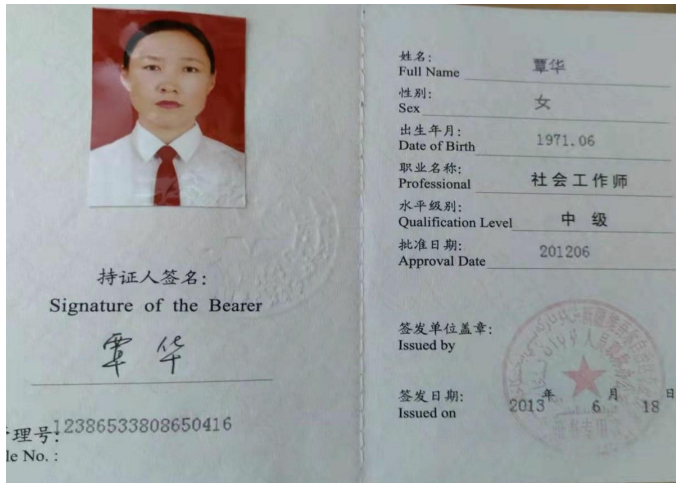 持证人签名:
Signature of the Bearer
覃华
理号:12386533808650416
le No. :
姓名:
Full Name 覃华
性别:
Sex 女
出生年月:
Date of Birth 1971.06
职业名称:
Professional 社会工作师
水平级别:
Qualification Level 中 级
批准日期:
Approval Date 201206
签发单位盖章:
Issued by
签发日期:
Issued on 2013 年 6 月 18 日